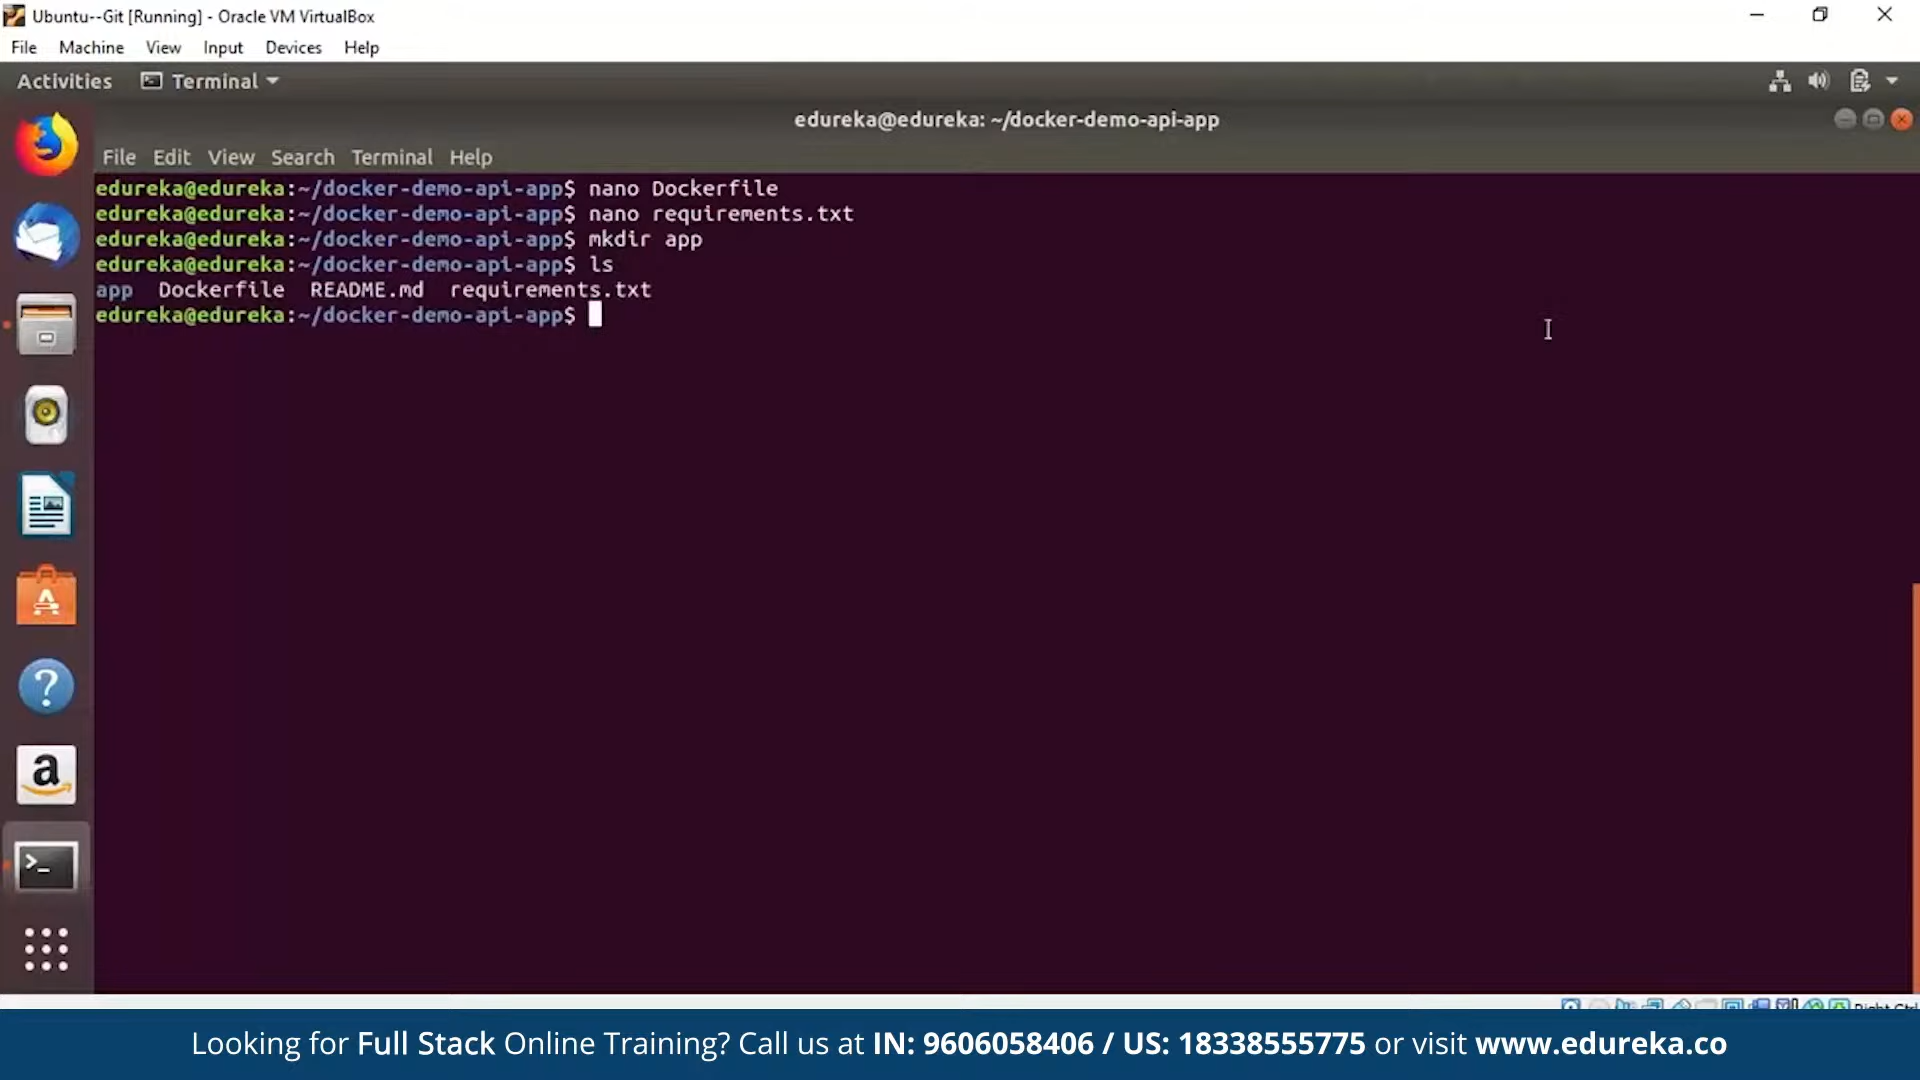 Ubuntu--Git [Running] - Oracle VM VirtualBox
File Machine View Input Devices Help
Activities Terminal
edureka@edureka: ~/docker-demo-api-app
File Edit View Search Terminal Help
edureka@edureka:~/docker-demo-api-app$ nano Dockerfile
edureka@edureka:~/docker-demo-api-app$ nano requirements.txt
edureka@edureka:~/docker-demo-api-app$ mkdir app
edureka@edureka:~/docker-demo-api-app$ ls
app Dockerfile README.md requirements.txt
edureka@edureka:~/docker-demo-api-app$
Right Ctrl
Looking for Full Stack Online Training? Call us at IN: 9606058406 / US: 18338555775 or visit www.edureka.co